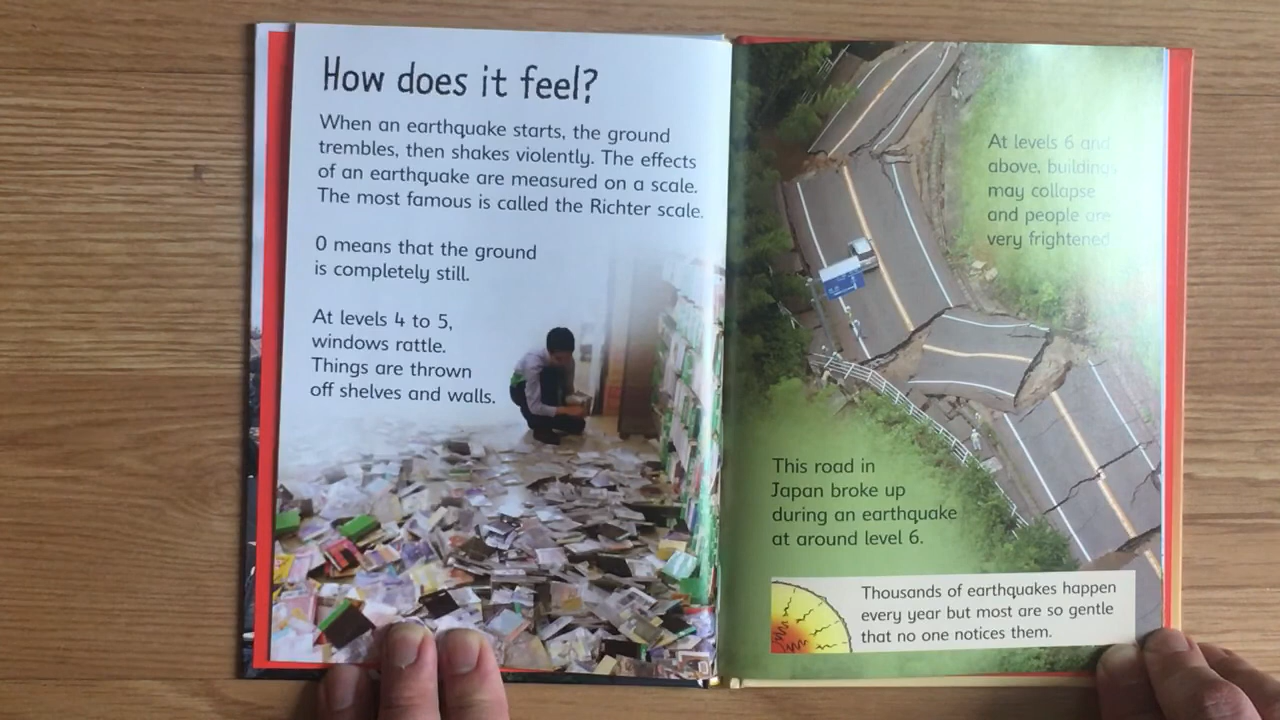 How does it feel?
When an earthquake starts, the ground
trembles, then shakes violently. The effects
of an earthquake are measured on a scale.
The most famous is called the Richter scale.
0 means that the ground
is completely still.
At levels 4 to 5,
windows rattle.
Things are thrown
off shelves and walls.
At levels 6 and
above, buildings
may collapse
and people are
very frightened
This road in
Japan broke up
during an earthquake
at around level 6.
Thousands of earthquakes happen
every year but most are so gentle
that no one notices them.